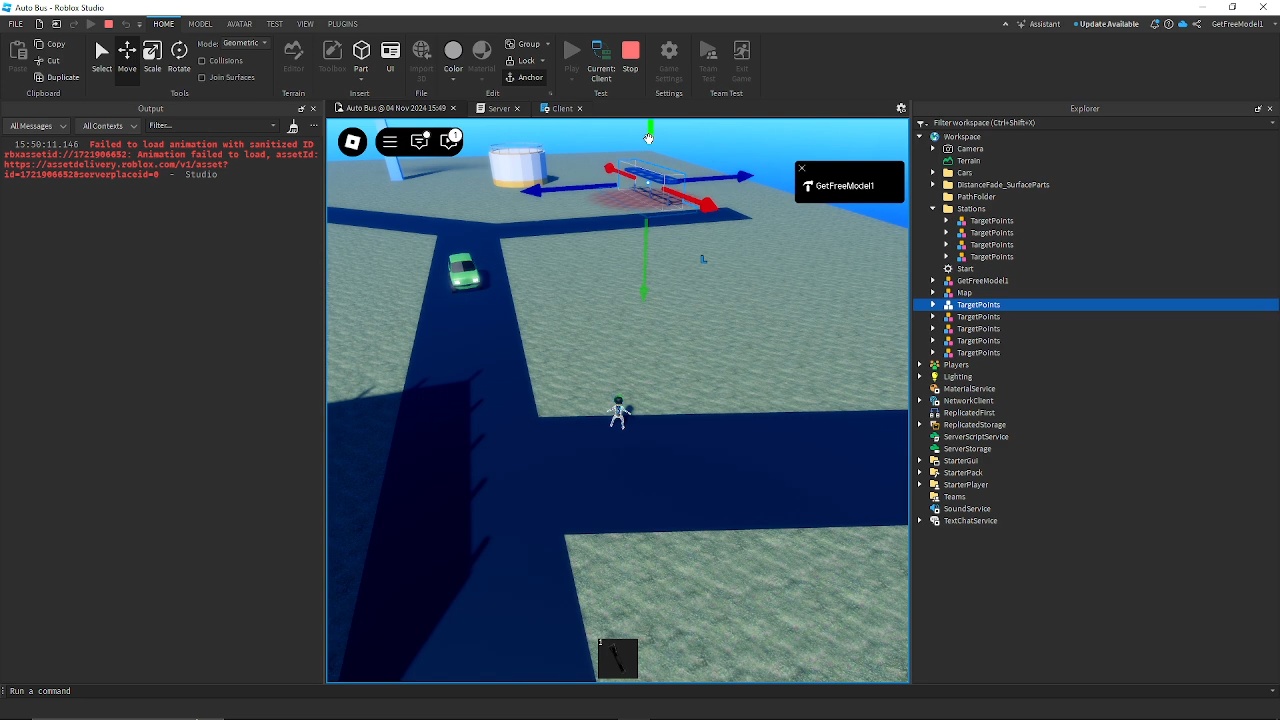 Auto Bus - Roblox Studio
FILE HOME MODEL AVATAR TEST VIEW PLUGINS Assistant Update Available GetFreeModel1
Paste Copy Cut Duplicate Select Move Scale Rotate Mode: Geometric Collisions Join Surfaces Editor Toolbox Part UI Import 3D Color Material Group Lock Anchor Play Current: Client Stop Game Settings Team Test Exit Game
Clipboard Tools Terrain Insert File Edit Test Settings Team Test
Output
All Messages All Contexts Filter...
15:50:11.146 Failed to load animation with sanitized ID
rbxassetid://1721906652: Animation failed to load, assetId:
https://assetdelivery.roblox.com/v1/asset?
id=1721906652&serverplaceid=0 - Studio
Auto Bus @ 04 Nov 2024 15:49 Server Client
1
GetFreeModel1
L
1
Explorer
Filter workspace (Ctrl+Shift+X)
Workspace
Camera
Terrain
Cars
DistanceFade_SurfaceParts
PathFolder
Stations
TargetPoints
TargetPoints
TargetPoints
TargetPoints
Start
GetFreeModel1
Map
TargetPoints
TargetPoints
TargetPoints
TargetPoints
TargetPoints
Players
Lighting
MaterialService
NetworkClient
ReplicatedFirst
ReplicatedStorage
ServerScriptService
ServerStorage
StarterGui
StarterPack
StarterPlayer
Teams
SoundService
TextChatService
Run a command